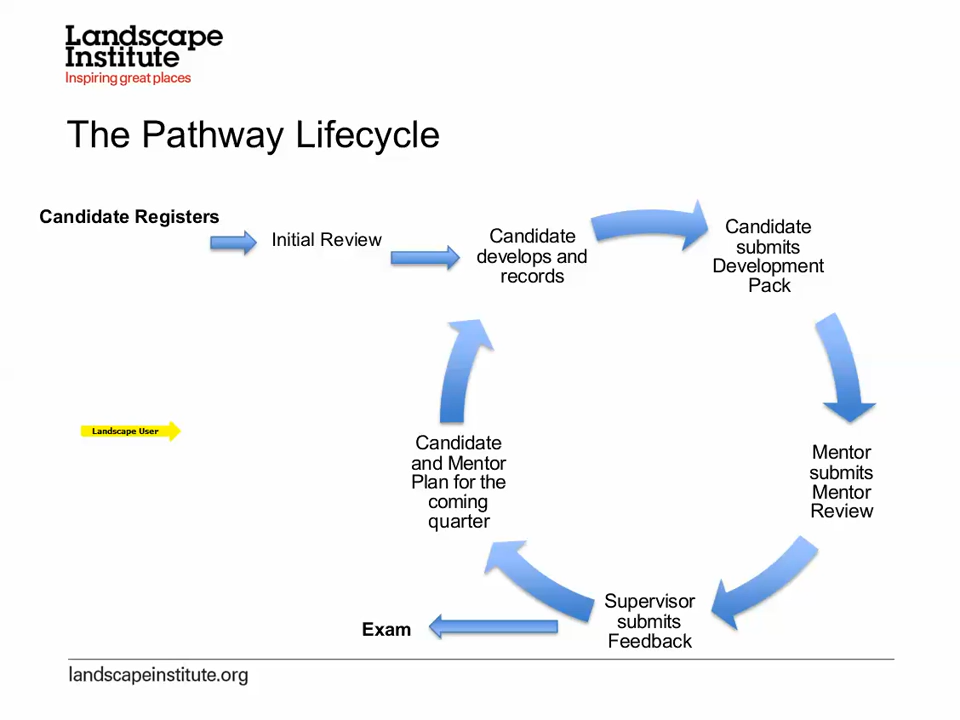 Landscape
Institute
Inspiring great places
The Pathway Lifecycle
Candidate Registers
Initial Review
Candidate
develops and
records
Candidate
submits
Development
Pack
Mentor
submits
Mentor
Review
Supervisor
submits
Feedback
Candidate
and Mentor
Plan for the
coming
quarter
Exam
Landscape User
landscapeinstitute.org